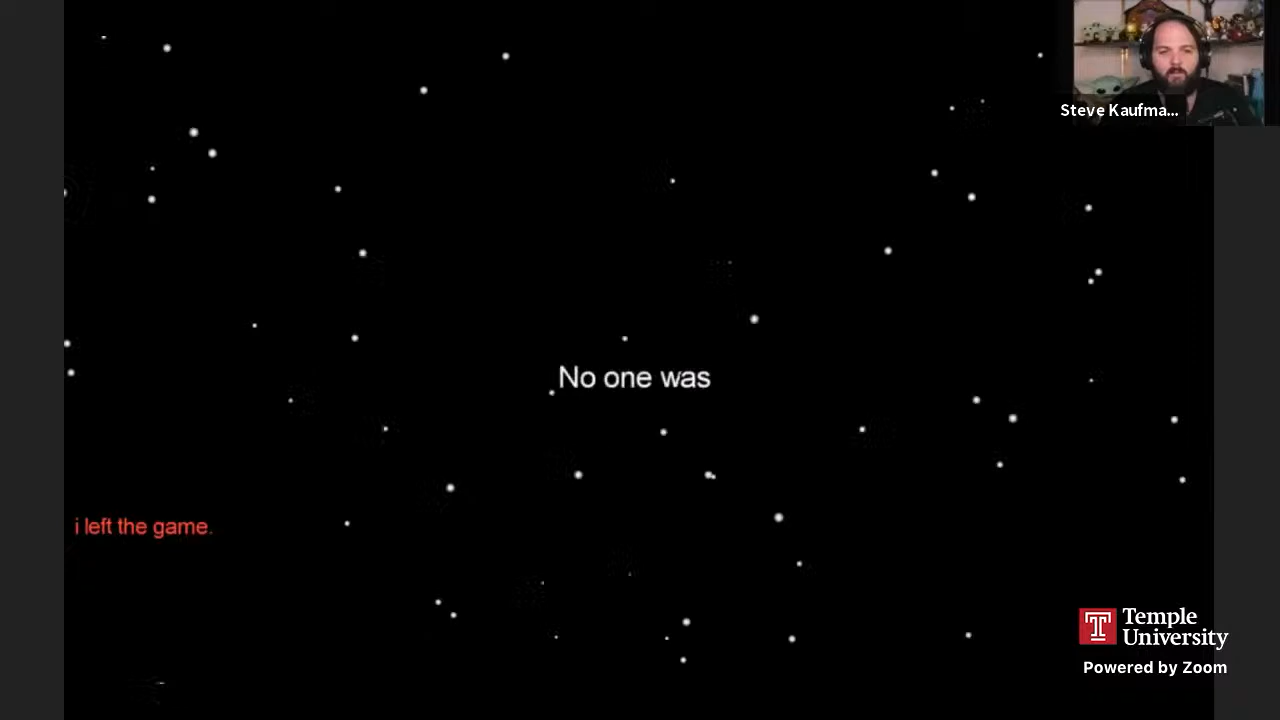 Steve Kaufma...
No one was
i left the game.
Temple
University
Powered by Zoom